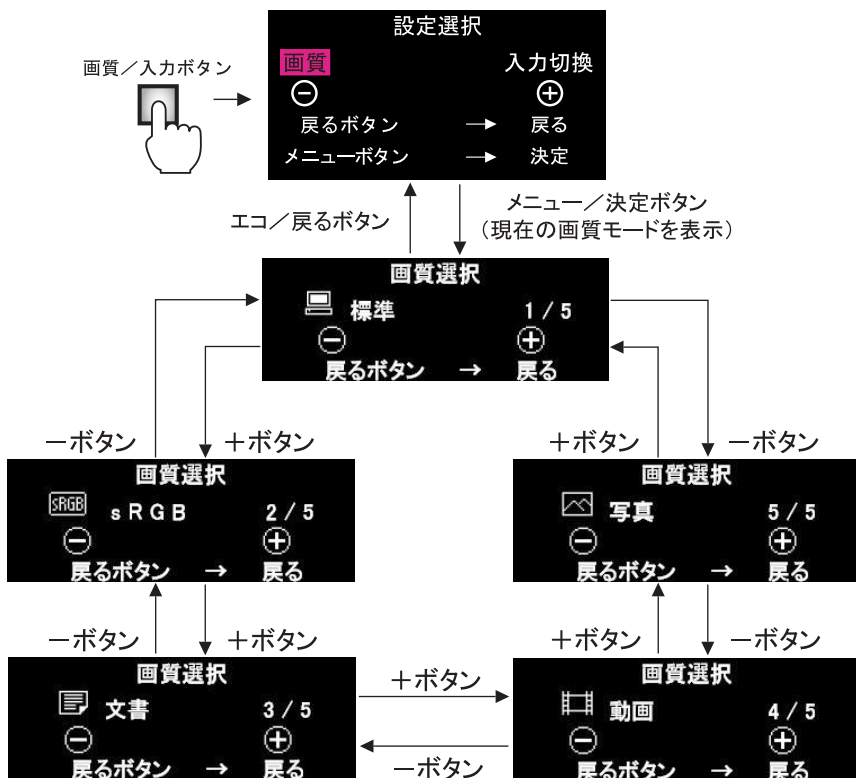 設定選択
画質／入力ボタン
画質 入力切換
⊖ ⊕
戻るボタン → 戻る
メニューボタン → 決定
エコ／戻るボタン
メニュー／決定ボタン
（現在の画質モードを表示）
画質選択
標準 1 / 5
⊖ ⊕
戻るボタン → 戻る
－ボタン ＋ボタン
＋ボタン －ボタン
画質選択
sRGB ｓＲＧＢ 2 / 5
⊖ ⊕
戻るボタン → 戻る
画質選択
写真 5 / 5
⊖ ⊕
戻るボタン → 戻る
－ボタン ＋ボタン
＋ボタン －ボタン
画質選択
文書 3 / 5
⊖ ⊕
戻るボタン → 戻る
＋ボタン
－ボタン
画質選択
動画 4 / 5
⊖ ⊕
戻るボタン → 戻る